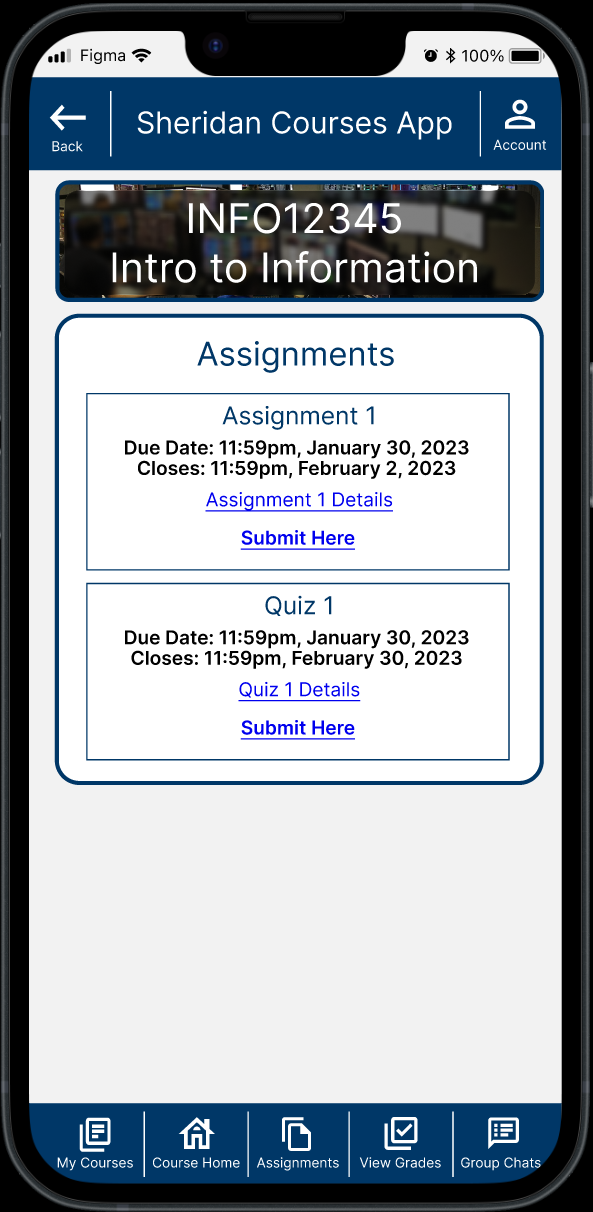 Figma 100%
Back Sheridan Courses App Account
INFO12345
Intro to Information
Assignments
Assignment 1
Due Date: 11:59pm, January 30, 2023
Closes: 11:59pm, February 2, 2023
Assignment 1 Details
Submit Here
Quiz 1
Due Date: 11:59pm, January 30, 2023
Closes: 11:59pm, February 30, 2023
Quiz 1 Details
Submit Here
My Courses Course Home Assignments View Grades Group Chats